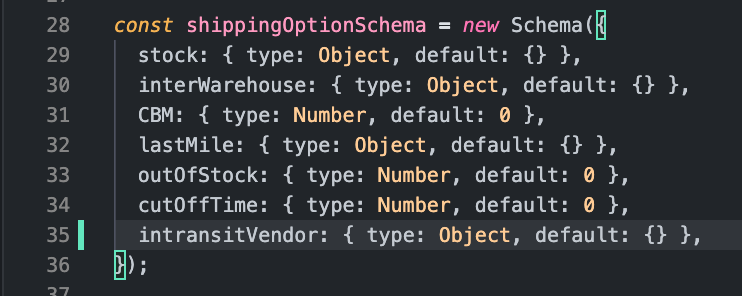 28 const shippingOptionSchema = new Schema({
29 stock: { type: Object, default: {} },
30 interWarehouse: { type: Object, default: {} },
31 CBM: { type: Number, default: 0 },
32 lastMile: { type: Object, default: {} },
33 outOfStock: { type: Number, default: 0 },
34 cutOffTime: { type: Number, default: 0 },
35 intransitVendor: { type: Object, default: {} },
36 });
37